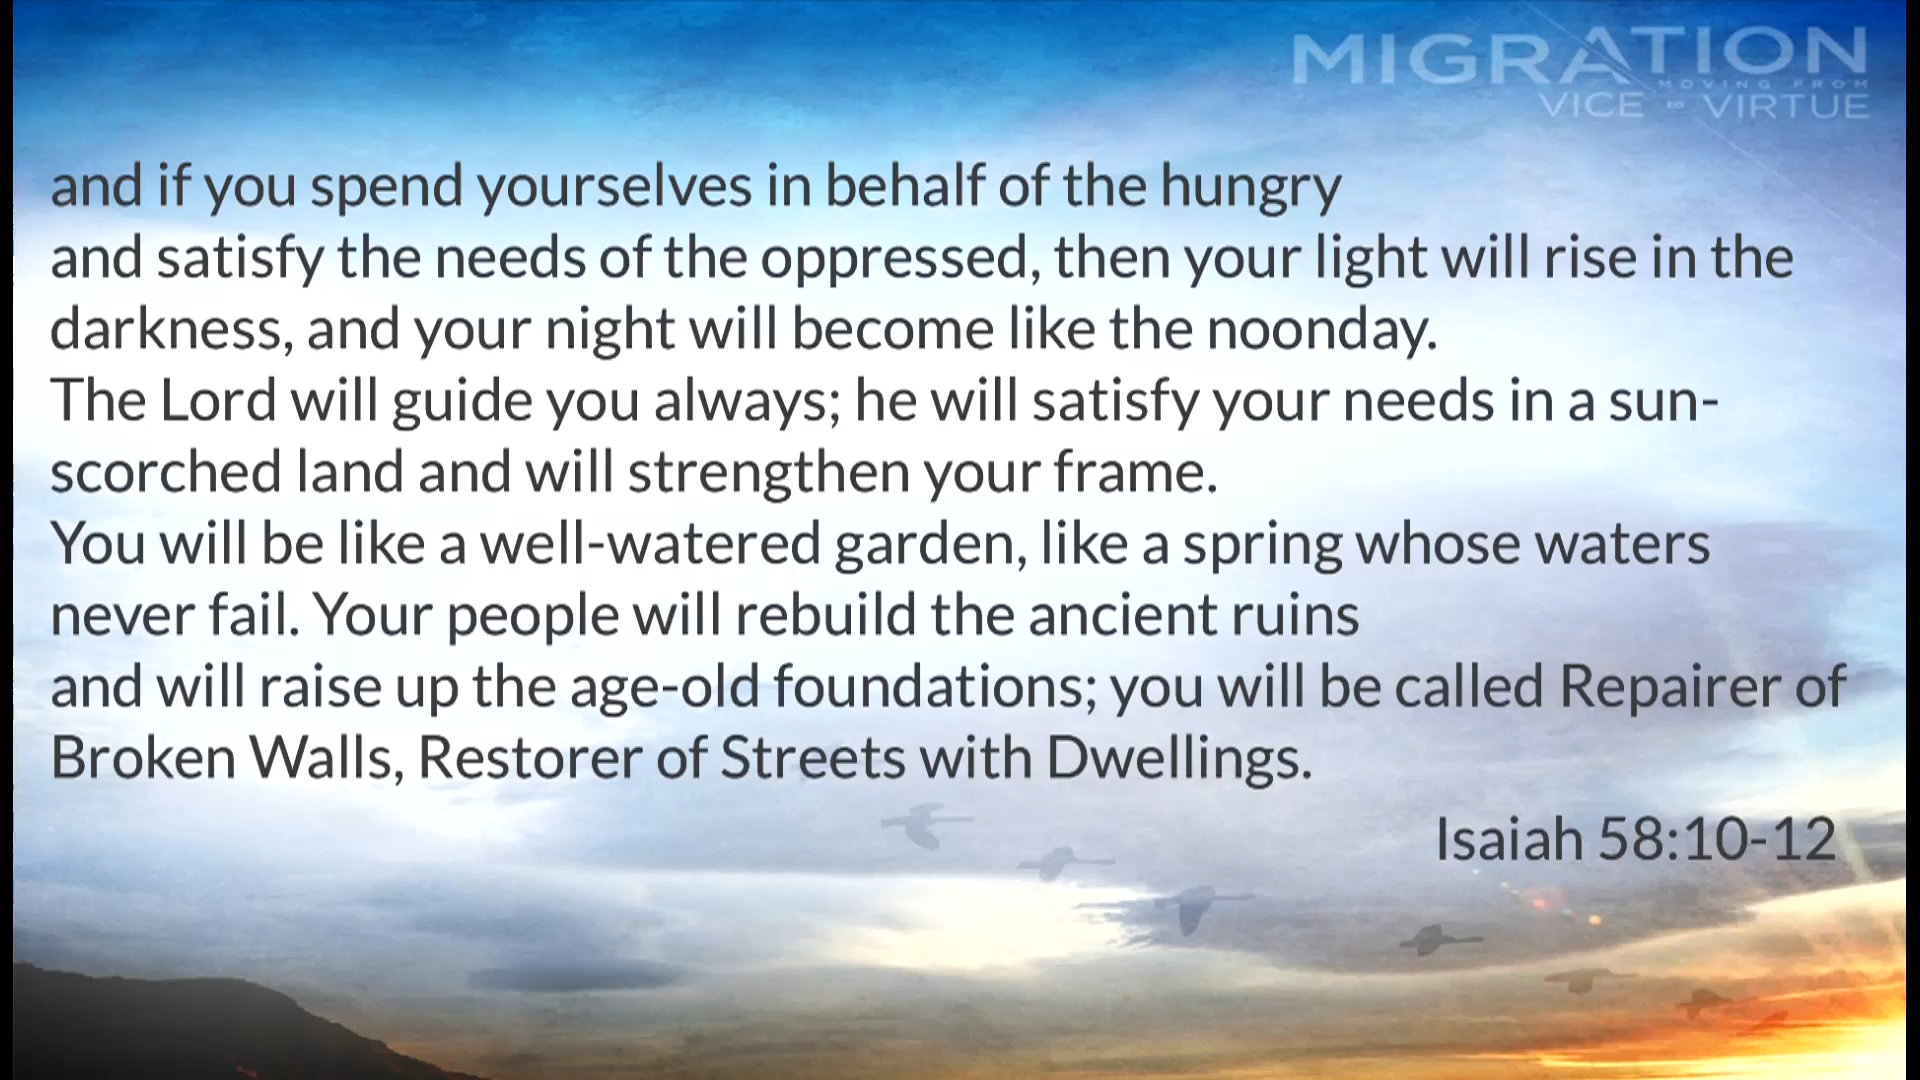 MIGRATION
MOVING FROM
VICE to VIRTUE
and if you spend yourselves in behalf of the hungry
and satisfy the needs of the oppressed, then your light will rise in the
darkness, and your night will become like the noonday.
The Lord will guide you always; he will satisfy your needs in a sun-
scorched land and will strengthen your frame.
You will be like a well-watered garden, like a spring whose waters
never fail. Your people will rebuild the ancient ruins
and will raise up the age-old foundations; you will be called Repairer of
Broken Walls, Restorer of Streets with Dwellings.
Isaiah 58:10-12